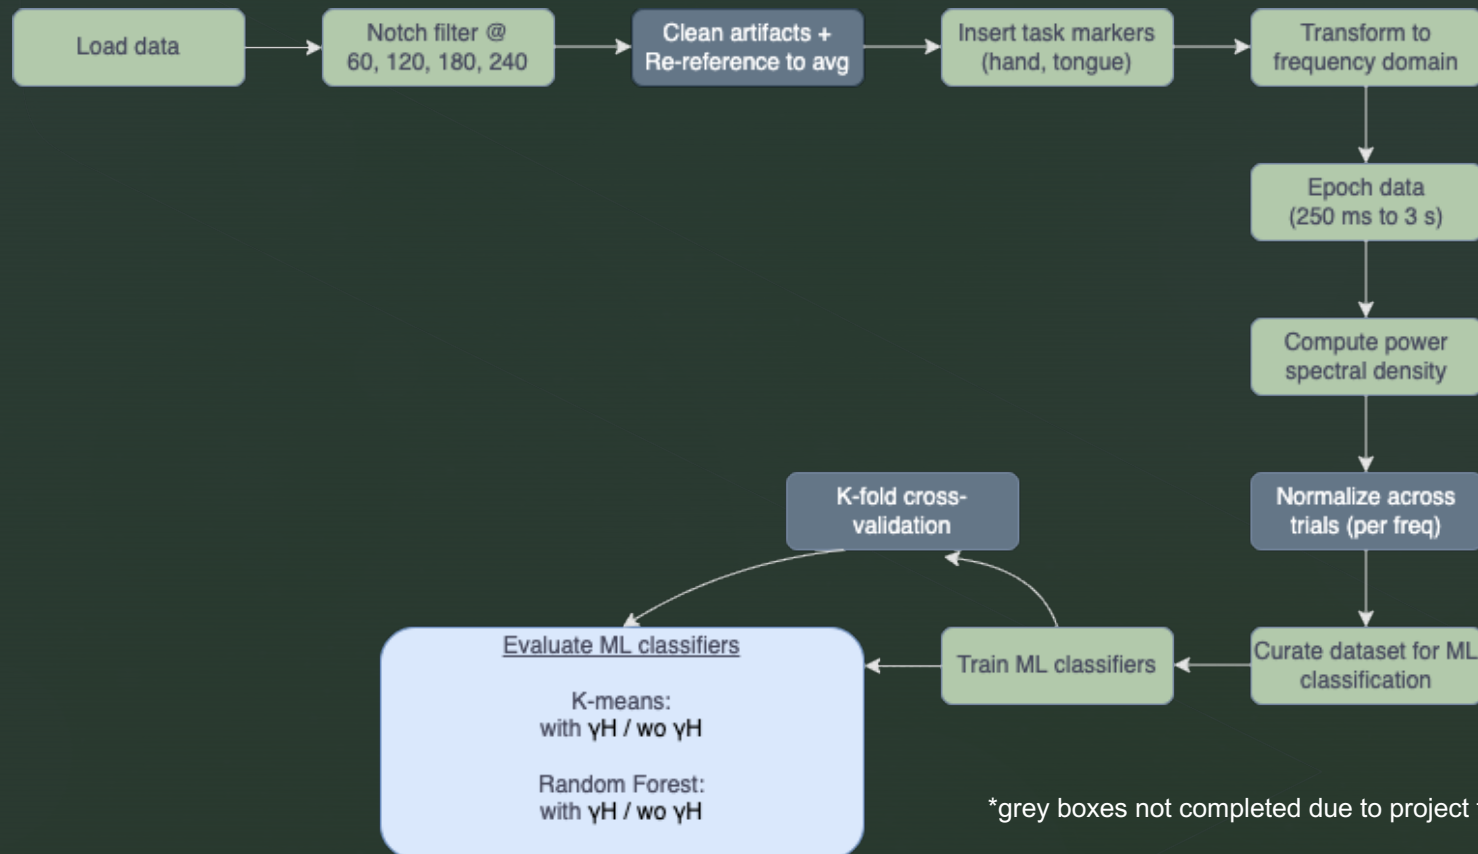 Load data
Notch filter @
60, 120, 180, 240
Clean artifacts +
Re-reference to avg
Insert task markers
(hand, tongue)
Transform to
frequency domain
Epoch data
(250 ms to 3 s)
Compute power
spectral density
Normalize across
trials (per freq)
K-fold cross-
validation
Curate dataset for ML
classification
Train ML classifiers
Evaluate ML classifiers
K-means:
with γH / wo γH
Random Forest:
with γH / wo γH
*grey boxes not completed due to project